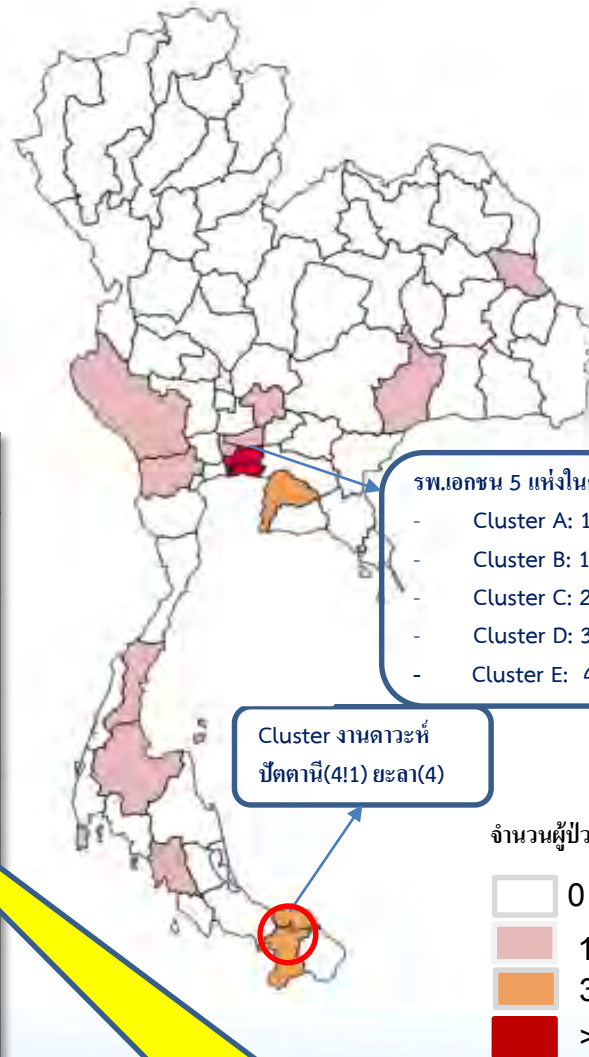 รพ.เอกชน 5 แห่งใน
- Cluster A: 1
- Cluster B: 1
- Cluster C: 2
- Cluster D: 3
- Cluster E: 4
Cluster งานดาวะห์
ปัตตานี(4!1) ยะลา(4)
จำนวนผู้ป่ว
0
1
3
>